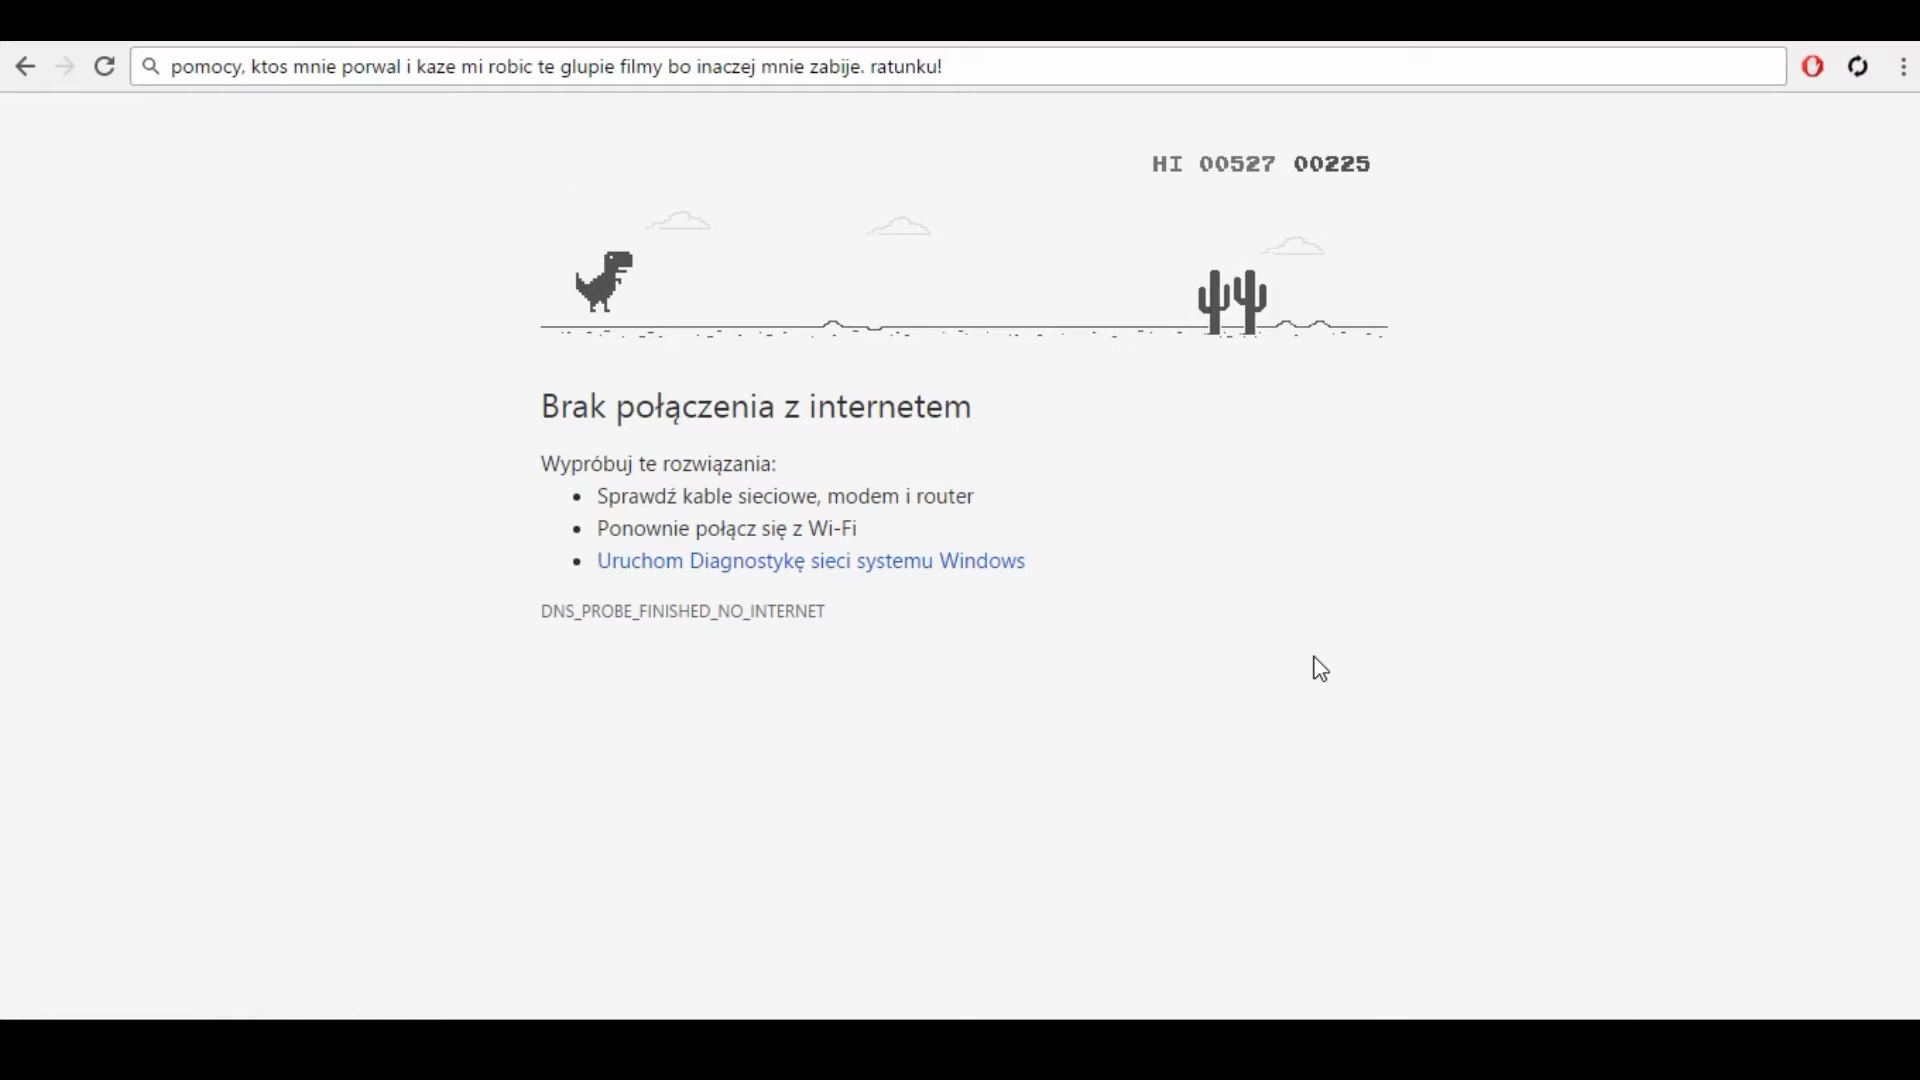 pomocy, ktos mnie porwal i kaze mi robic te glupie filmy bo inaczej mnie zabije. ratunku!
HI 00527 00225
Brak połączenia z internetem
Wypróbuj te rozwiązania:
Sprawdź kable sieciowe, modem i router
Ponownie połącz się z Wi-Fi
Uruchom Diagnostykę sieci systemu Windows
DNS_PROBE_FINISHED_NO_INTERNET